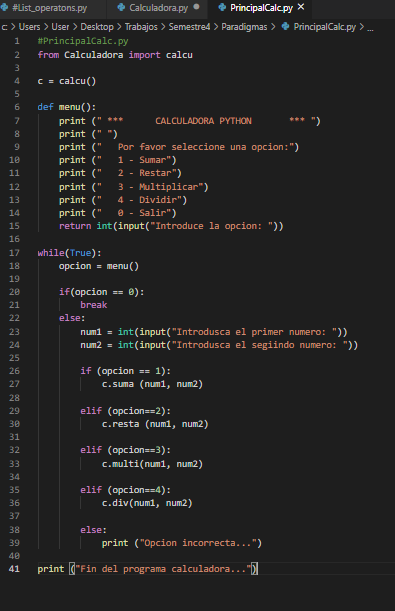 #List_operatons.py Calculadora.py PrincipalCalc.py ×
c: > Users > User > Desktop > Trabajos > Semestre4 > Paradigmas > PrincipalCalc.py > ...
1 #PrincipalCalc.py
2 from Calculadora import calcu
3
4 c = calcu()
5
6 def menu():
7 print (" *** CALCULADORA PYTHON *** ")
8 print (" ")
9 print (" Por favor seleccione una opcion:")
10 print (" 1 - Sumar")
11 print (" 2 - Restar")
12 print (" 3 - Multiplicar")
13 print (" 4 - Dividir")
14 print (" 0 - Salir")
15 return int(input("Introduce la opcion: "))
16
17 while(True):
18 opcion = menu()
19
20 if(opcion == 0):
21 break
22 else:
23 num1 = int(input("Introdusca el primer numero: "))
24 num2 = int(input("Introdusca el segiindo numero: "))
25
26 if (opcion == 1):
27 c.suma (num1, num2)
28
29 elif (opcion==2):
30 c.resta (num1, num2)
31
32 elif (opcion==3):
33 c.multi(num1, num2)
34
35 elif (opcion==4):
36 c.div(num1, num2)
37
38 else:
39 print ("Opcion incorrecta...")
40
41 print ("Fin del programa calculadora...")